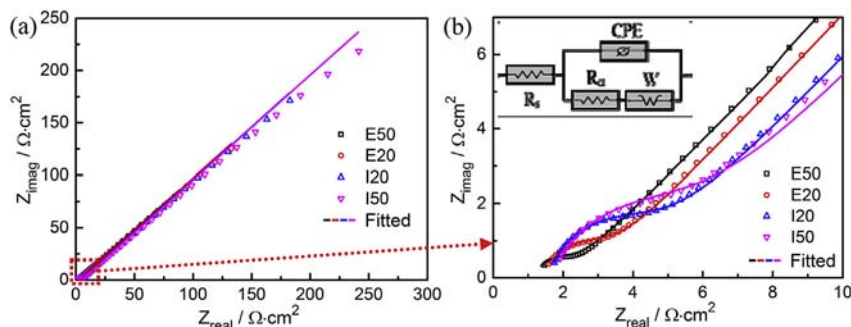 (a)
250
200
150
100
50
0
Z_imag / Ω·cm²
0 50 100 150 200 250 300
Z_real / Ω·cm²
E50
E20
I20
I50
Fitted
(b)
6
4
2
0
Z_imag / Ω·cm²
0 2 4 6 8 10
Z_real / Ω·cm²
CPE
R_s
R_ct
W
E50
E20
I20
I50
Fitted